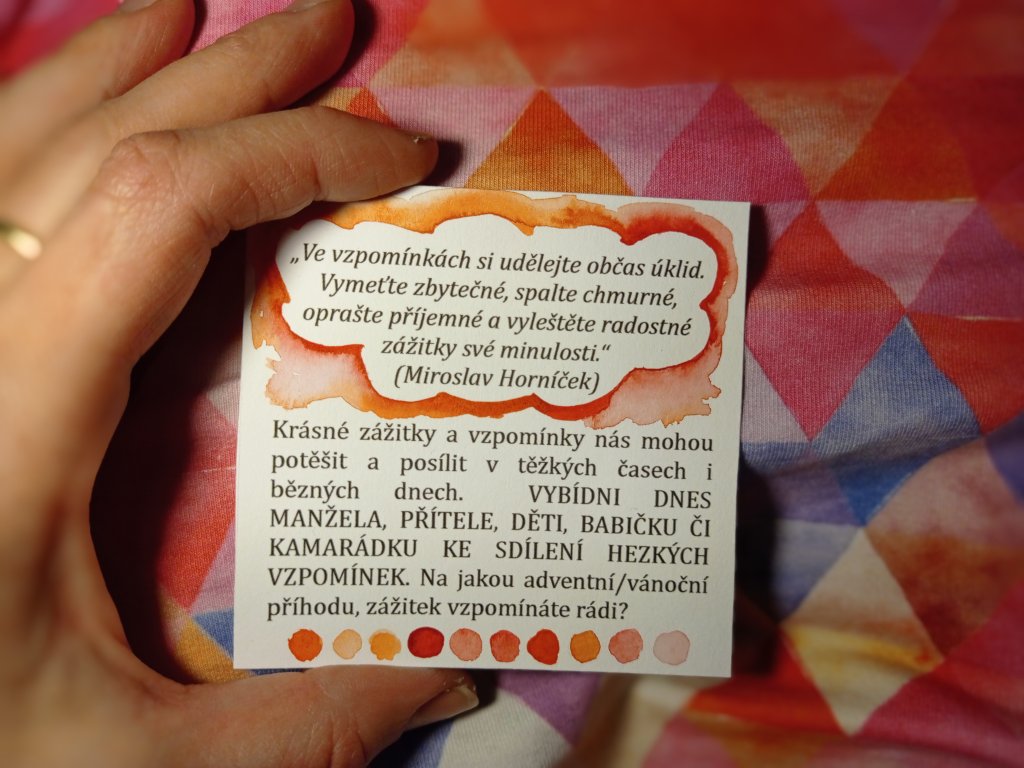 „Ve vzpomínkách si udělejte občas úklid.
Vymeťte zbytečné, spalte chmurné,
oprašte příjemné a vyleštěte radostné
zážitky své minulosti.“
(Miroslav Horníček)
Krásné zážitky a vzpomínky nás mohou
potěšit a posílit v těžkých časech i
bězných dnech. VYBÍDNI DNES
MANŽELA, PŘÍTELE, DĚTI, BABIČKU ČI
KAMARÁDKU KE SDÍLENÍ HEZKÝCH
VZPOMÍNEK. Na jakou adventní/vánoční
příhodu, zážitek vzpomínáte rádi?